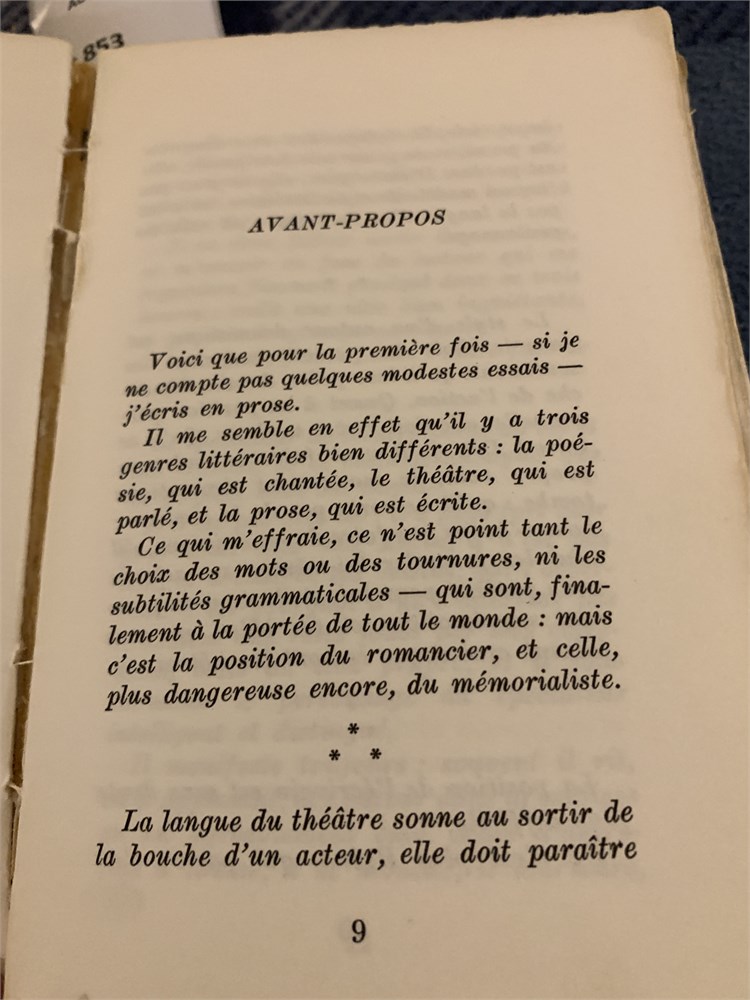 853
AVANT-PROPOS
Voici que pour la première fois — si je
ne compte pas quelques modestes essais —
j'écris en prose.
Il me semble en effet qu'il y a trois
genres littéraires bien différents : la poé-
sie, qui est chantée, le théâtre, qui est
parlé, et la prose, qui est écrite.
Ce qui m'effraie, ce n'est point tant le
choix des mots ou des tournures, ni les
subtilités grammaticales — qui sont, fina-
lement à la portée de tout le monde : mais
c'est la position du romancier, et celle,
plus dangereuse encore, du mémorialiste.
*
* *
La langue du théâtre sonne au sortir de
la bouche d'un acteur, elle doit paraître
9